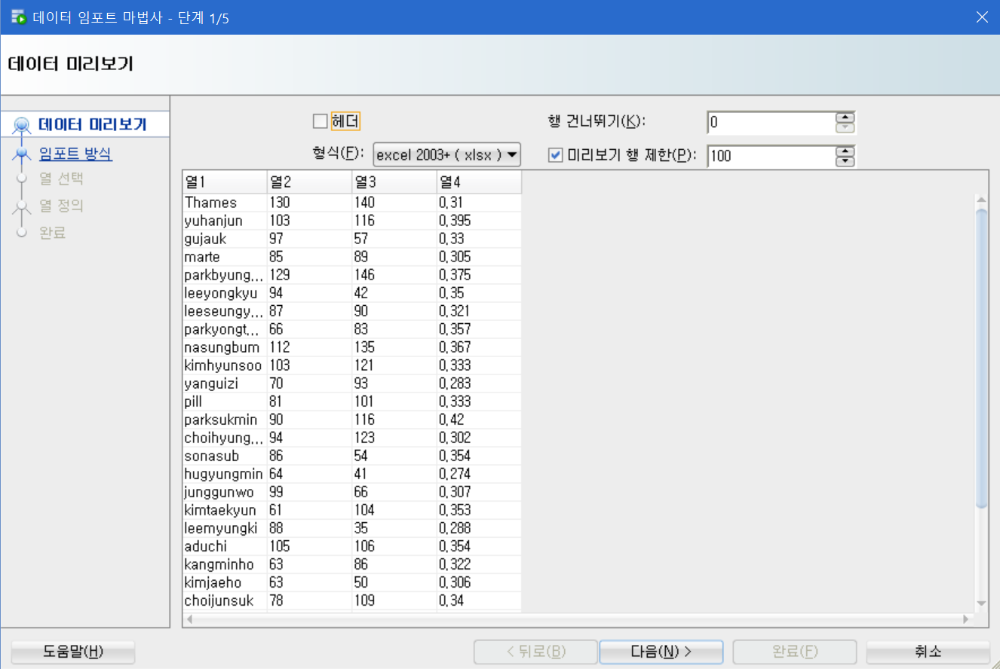 데이터 임포트 마법사 - 단계 1/5
데이터 미리보기
데이터 미리보기
임포트 방식
열 선택
열 정의
완료
헤더
행 건너뛰기(K): 0
형식(F): excel 2003+ ( xlsx )
미리보기 행 제한(P): 100
열1 열2 열3 열4
Thames 130 140 0.31
yuhanjun 103 116 0.395
gujauk 97 57 0.33
marte 85 89 0.305
parkbyung... 129 146 0.375
leeyongkyu 94 42 0.35
leeseungy... 87 90 0.321
parkyongt... 66 83 0.357
nasungbum 112 135 0.367
kimhyunsoo 103 121 0.333
yanguizi 70 93 0.283
pill 81 101 0.333
parksukmin 90 116 0.42
choihyung... 94 123 0.302
sonasub 86 54 0.354
hugyungmin 64 41 0.274
junggunwo 99 66 0.307
kimtaekyun 61 104 0.353
leemyungki 88 35 0.288
aduchi 105 106 0.354
kangminho 63 86 0.322
kimjaeho 63 50 0.306
choijunsuk 78 109 0.34
도움말(H) < 뒤로(B) 다음(N) > 완료(F) 취소